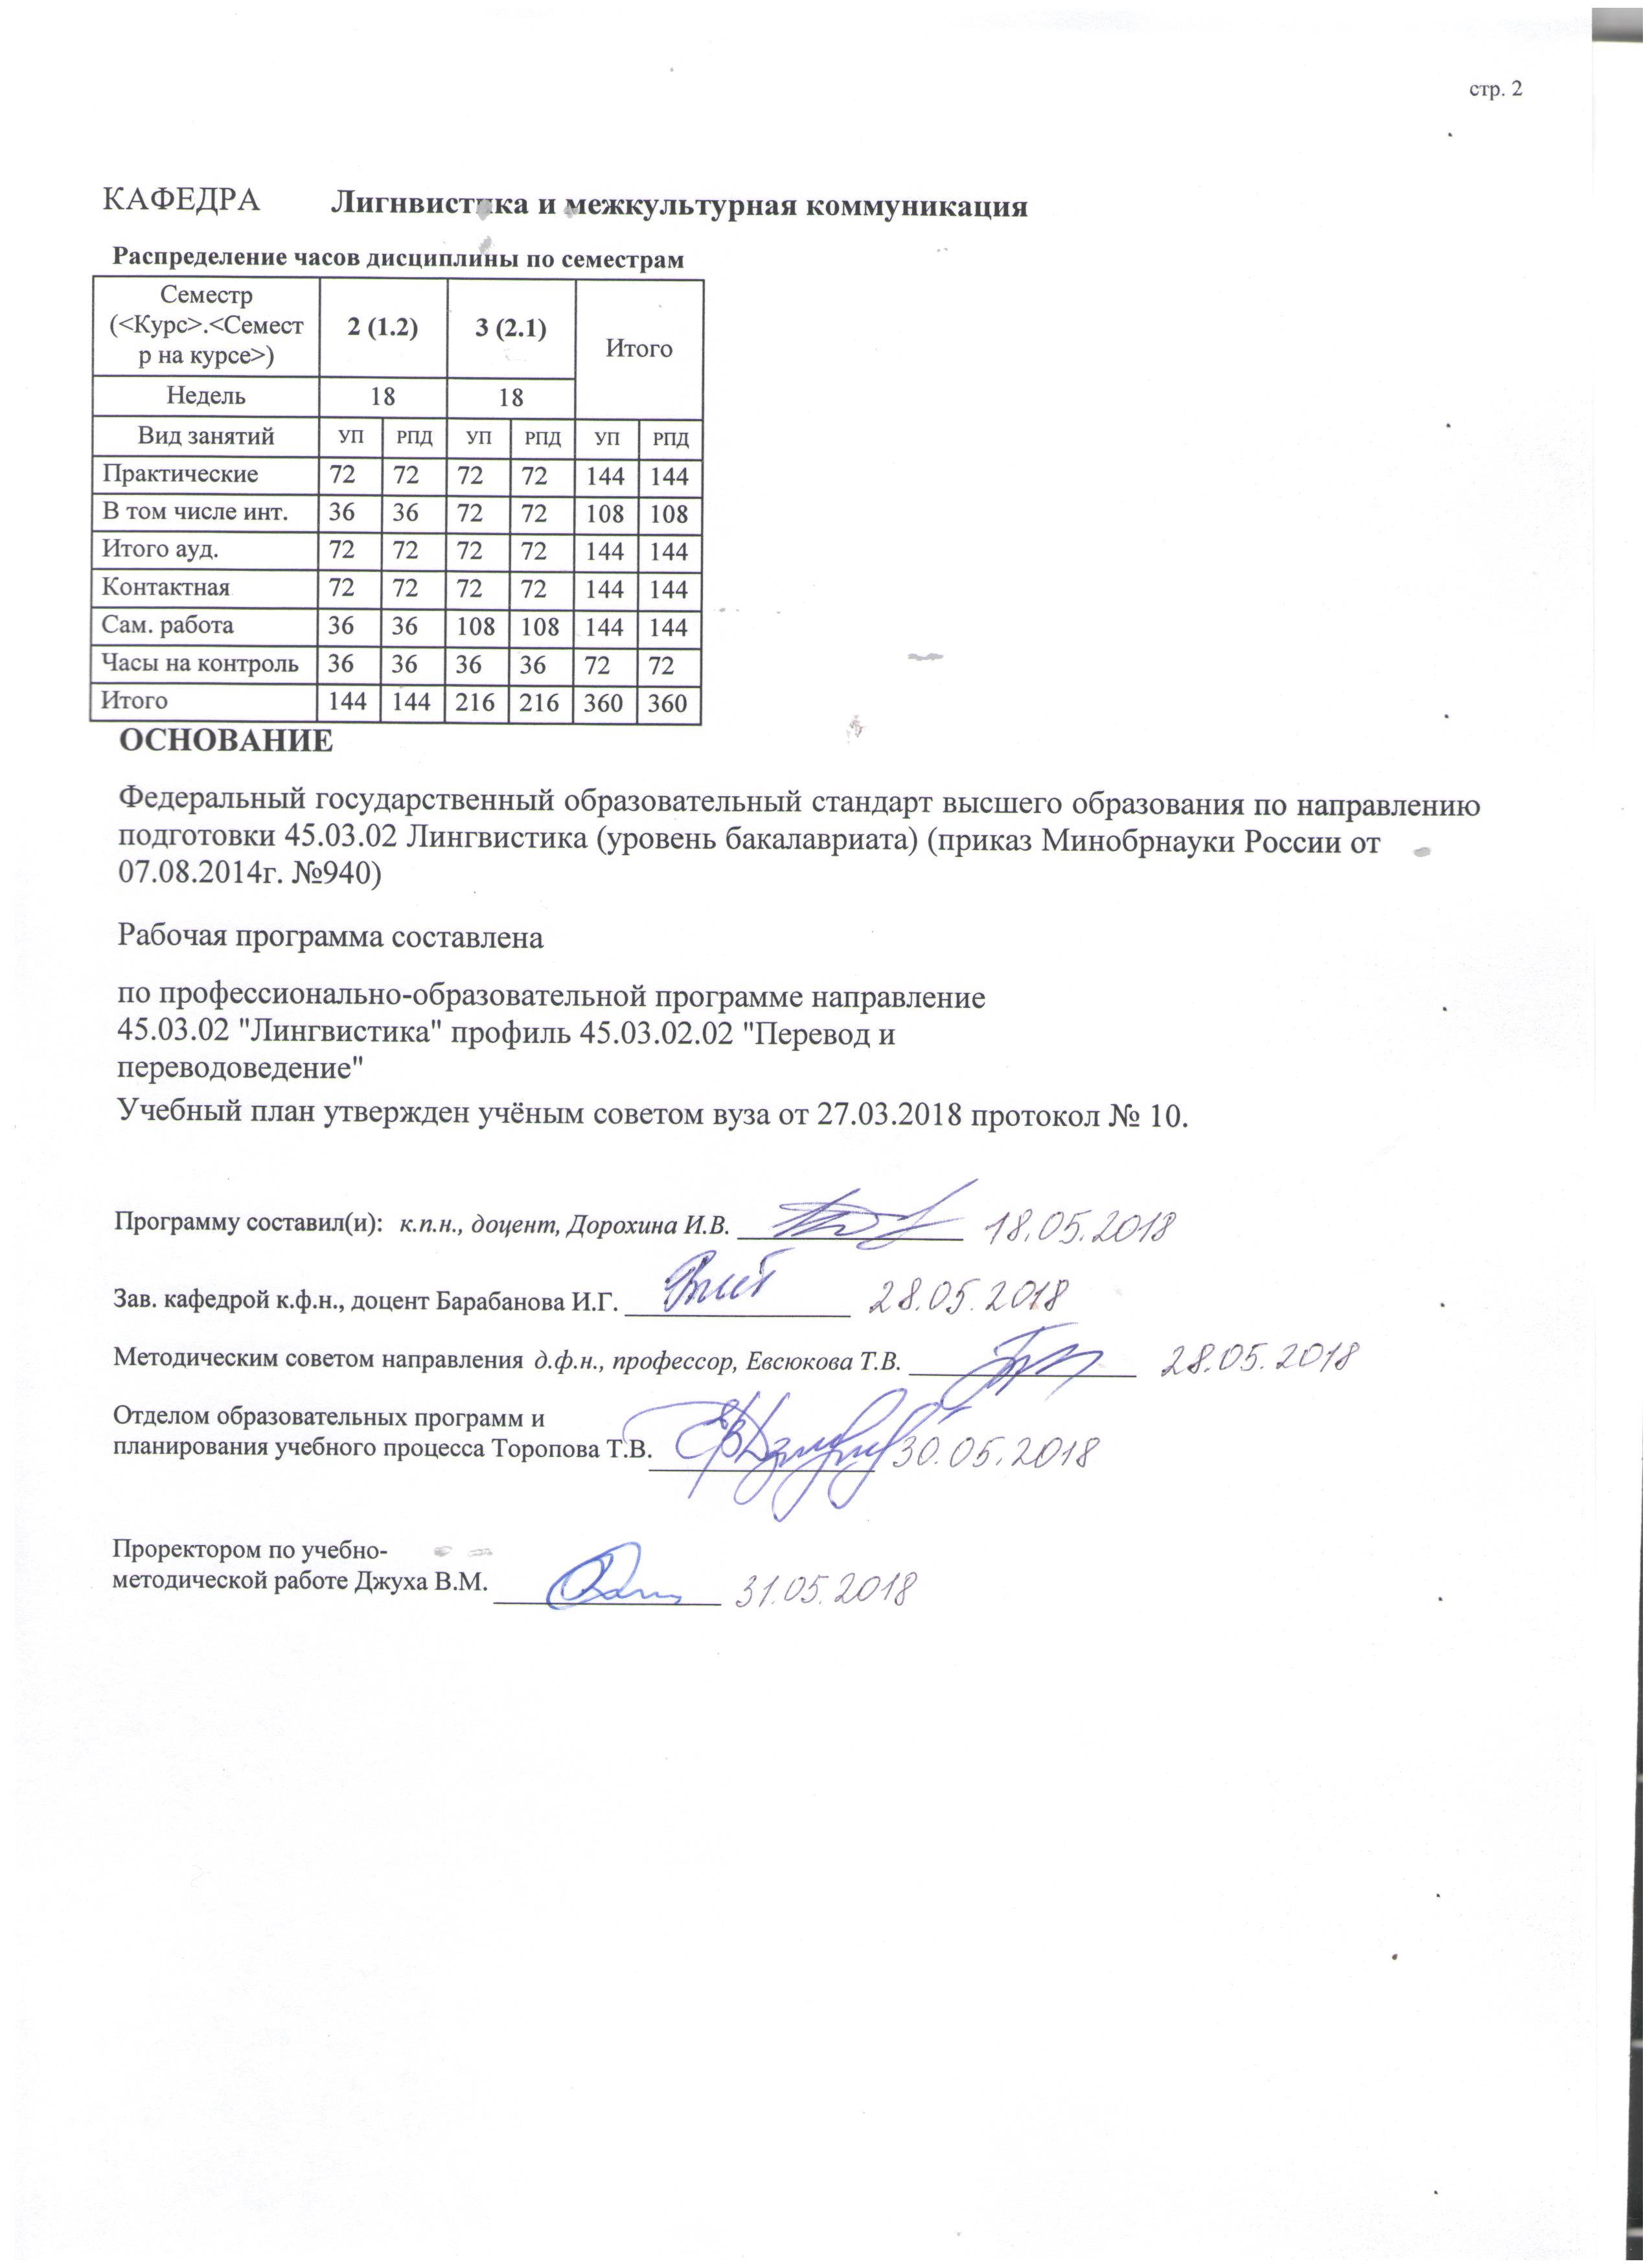 стр. 2
КАФЕДРА Лигнвистика и межкультурная коммуникация
Распределение часов дисциплины по семестрам
Семестр
(<Курс>.<Семест
р на курсе>) 2 (1.2) 3 (2.1) Итого
Недель 18 18
Вид занятий УП РПД УП РПД УП РПД
Практические 72 72 72 72 144 144
В том числе инт. 36 36 72 72 108 108
Итого ауд. 72 72 72 72 144 144
Контактная 72 72 72 72 144 144
Сам. работа 36 36 108 108 144 144
Часы на контроль 36 36 36 36 72 72
Итого 144 144 216 216 360 360
ОСНОВАНИЕ
Федеральный государственный образовательный стандарт высшего образования по направлению
подготовки 45.03.02 Лингвистика (уровень бакалавриата) (приказ Минобрнауки России от
07.08.2014г. №940)
Рабочая программа составлена
по профессионально-образовательной программе направление
45.03.02 "Лингвистика" профиль 45.03.02.02 "Перевод и
переводоведение"
Учебный план утвержден учёным советом вуза от 27.03.2018 протокол № 10.
Программу составил(и): к.п.н., доцент, Дорохина И.В. 18.05.2018
Зав. кафедрой к.ф.н., доцент Барабанова И.Г. 28.05.2018
Методическим советом направления д.ф.н., профессор, Евсюкова Т.В. 28.05.2018
Отделом образовательных программ и
планирования учебного процесса Торопова Т.В. 30.05.2018
Проректором по учебно-
методической работе Джуха В.М. 31.05.2018